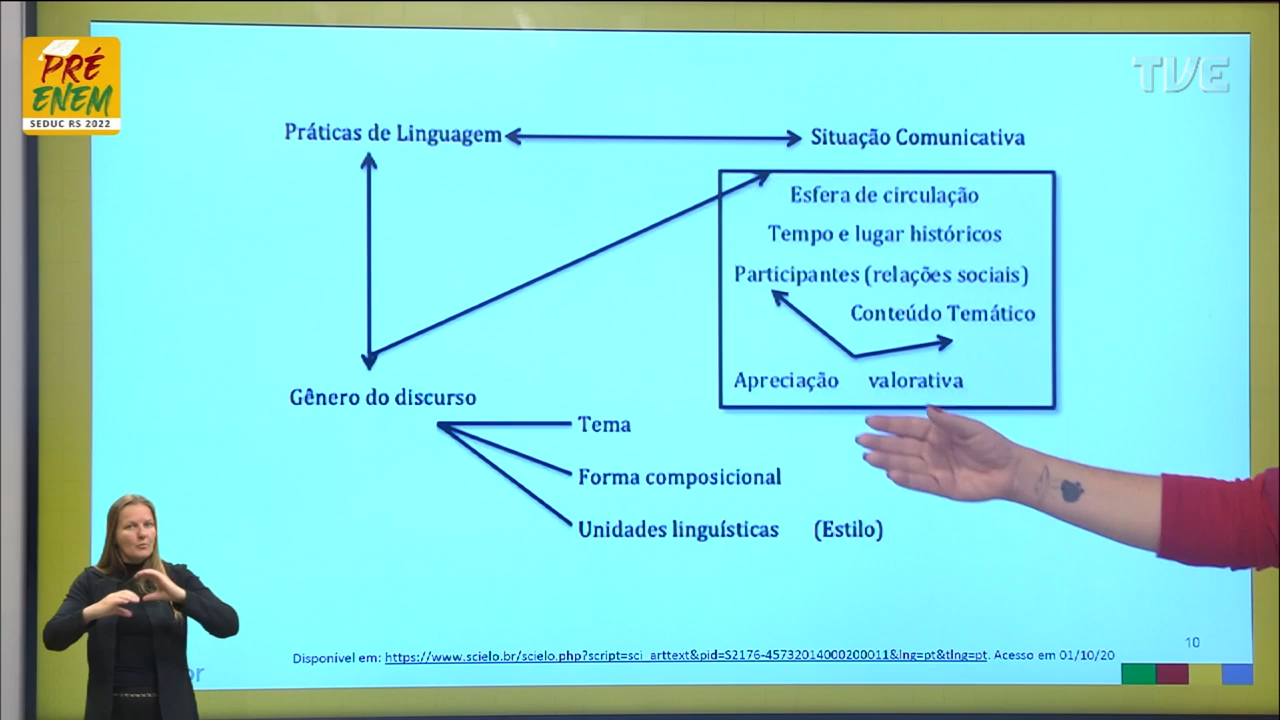 PRÉ
ENEM
SEDUC RS 2022
TVE
Práticas de Linguagem
Situação Comunicativa
Esfera de circulação
Tempo e lugar históricos
Participantes (relações sociais)
Conteúdo Temático
Apreciação valorativa
Gênero do discurso
Tema
Forma composicional
Unidades linguísticas (Estilo)
Disponível em: https://www.scielo.br/scielo.php?script=sci_arttext&pid=S2176-45732014000200011&lng=pt&tlng=pt. Acesso em 01/10/20
10